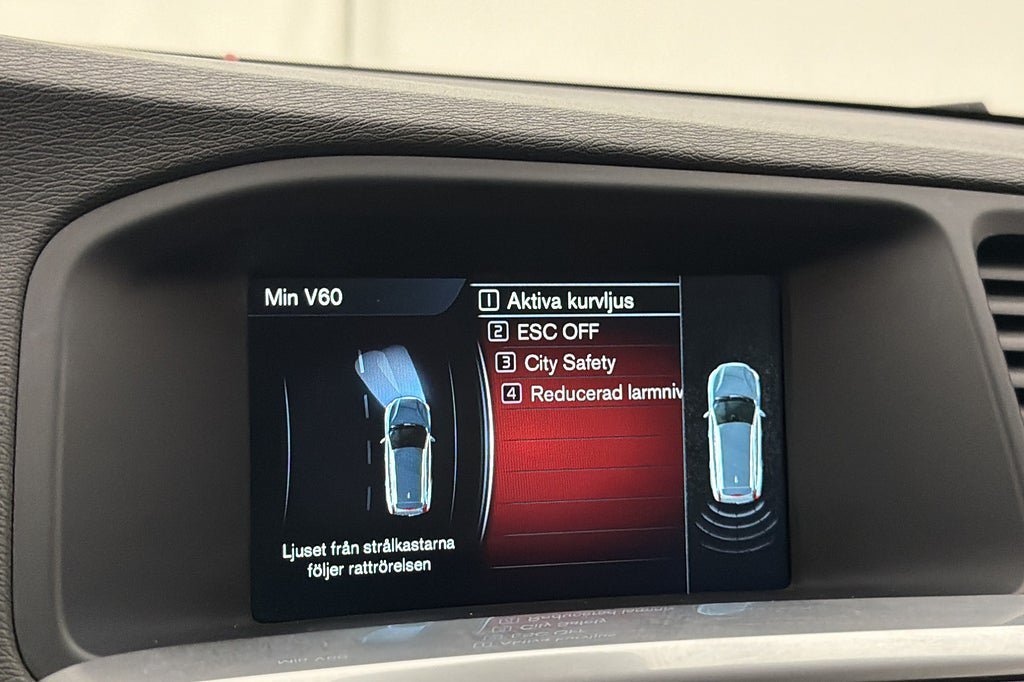 Min V60
1 Aktiva kurvljus
2 ESC OFF
3 City Safety
4 Reducerad larmniv
Ljuset från strålkastarna
följer rattrörelsen